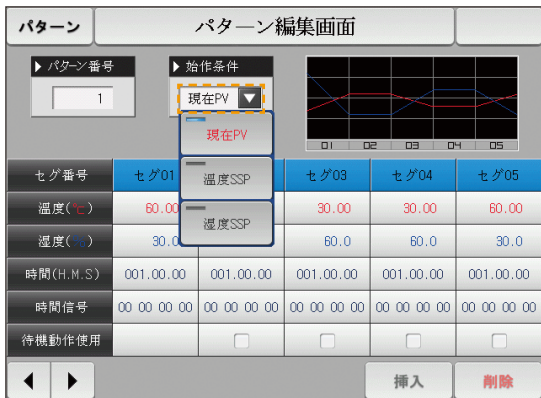 パターン
パターン編集画面
パターン番号
始作条件
1
現在PV
現在PV
温度SSP
湿度SSP
01 02 03 04 05
セグ番号 セグ01 セグ03 セグ04 セグ05
温度(℃) 60.00 30.00 30.00 60.00
湿度(%) 30.0 60.0 60.0 30.0
時間(H.M.S) 001.00.00 001.00.00 001.00.00 001.00.00 001.00.00
時間信号 00 00 00 00 00 00 00 00 00 00 00 00 00 00 00 00 00 00 00 00
待機動作使用
挿入 削除